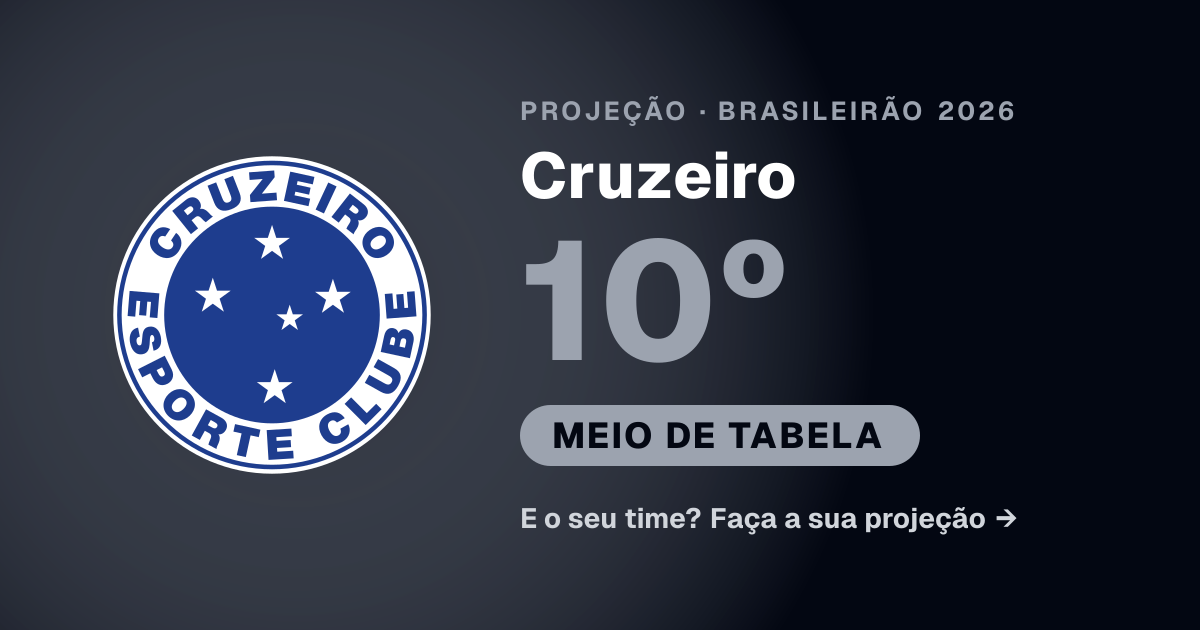 CRUZEIRO
ESPORTE CLUBE
PROJEÇÃO · BRASILEIRÃO 2026
Cruzeiro
10º
MEIO DE TABELA
E o seu time? Faça a sua projeção →